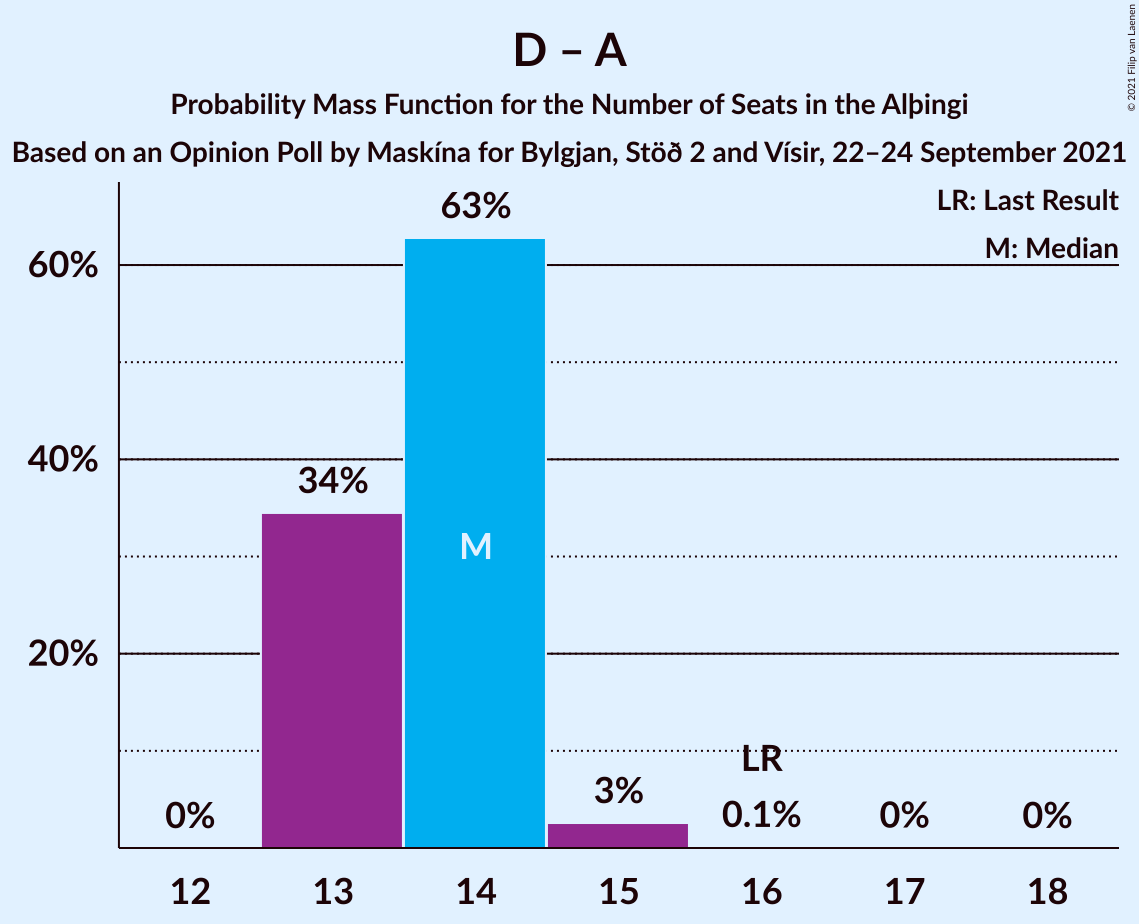 D – A
Probability Mass Function for the Number of Seats in the Alþingi
Based on an Opinion Poll by Maskína for Bylgjan, Stöð 2 and Vísir, 22–24 September 2021
© 2021 Filip van Laenen
LR: Last Result
M: Median
60%
40%
20%
0%
34%
63%
M
3%
LR
0.1%
0%
0%
12 13 14 15 16 17 18